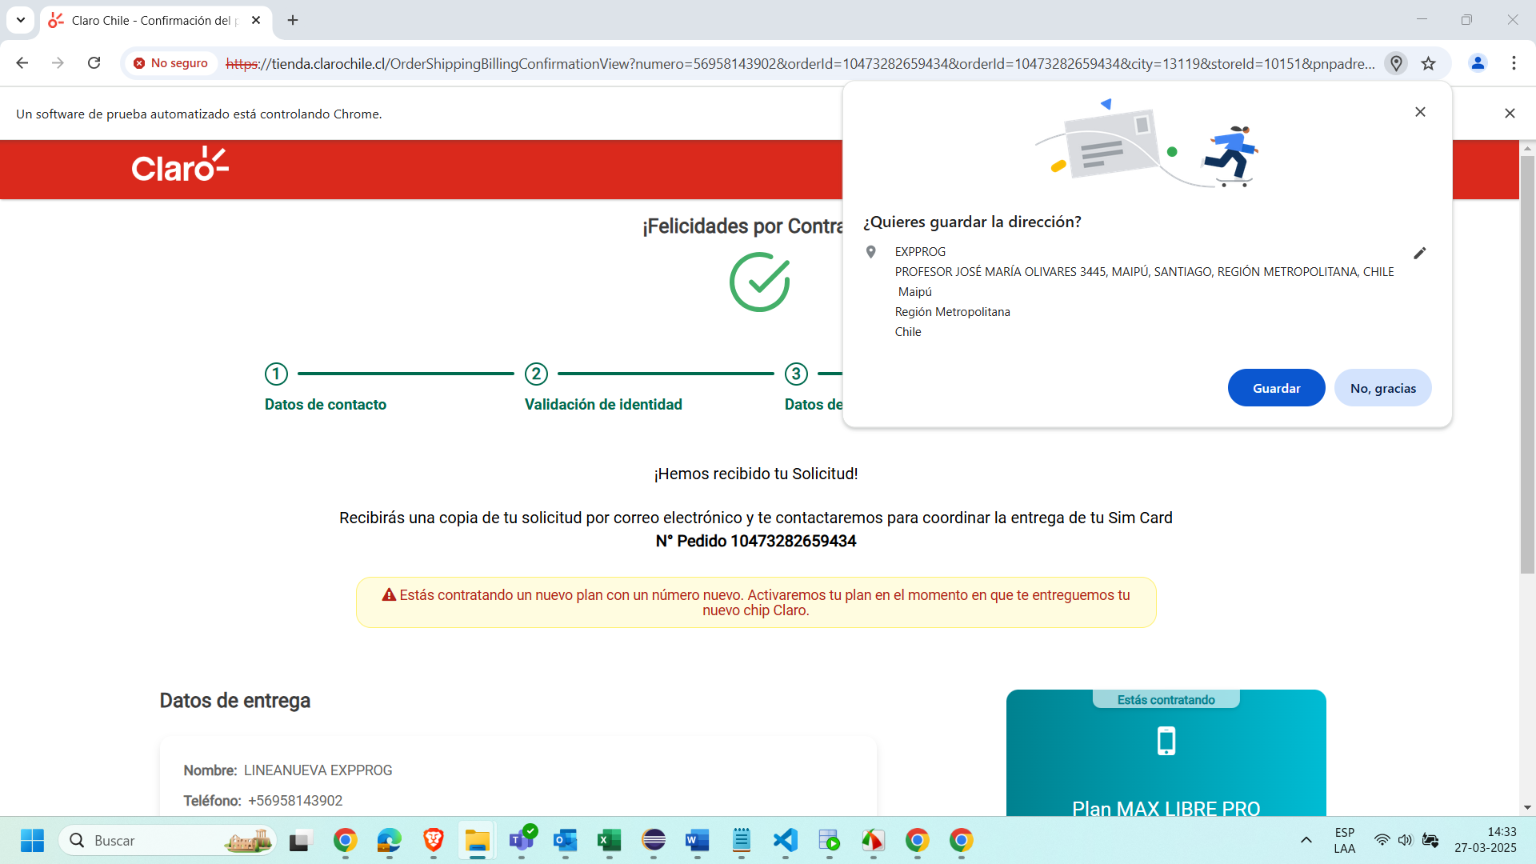 Claro Chile - Confirmación del p
No seguro
https://tienda.clarochile.cl/OrderShippingBillingConfirmationView?numero=56958143902&orderId=10473282659434&orderId=10473282659434&city=13119&storeId=10151&pnpadre...
Un software de prueba automatizado está controlando Chrome.
Claro
¡Felicidades por Contra
¿Quieres guardar la dirección?
EXPPROG
PROFESOR JOSÉ MARÍA OLIVARES 3445, MAIPÚ, SANTIAGO, REGIÓN METROPOLITANA, CHILE
Maipú
Región Metropolitana
Chile
Guardar
No, gracias
1
2
3
Datos de contacto
Validación de identidad
Datos de
¡Hemos recibido tu Solicitud!
Recibirás una copia de tu solicitud por correo electrónico y te contactaremos para coordinar la entrega de tu Sim Card
N° Pedido 10473282659434
Estás contratando un nuevo plan con un número nuevo. Activaremos tu plan en el momento en que te entreguemos tu
nuevo chip Claro.
Datos de entrega
Nombre: LINEANUEVA EXPPROG
Teléfono: +56958143902
Estás contratando
Plan MAX LIBRE PRO
Buscar
ESP
LAA
14:33
27-03-2025